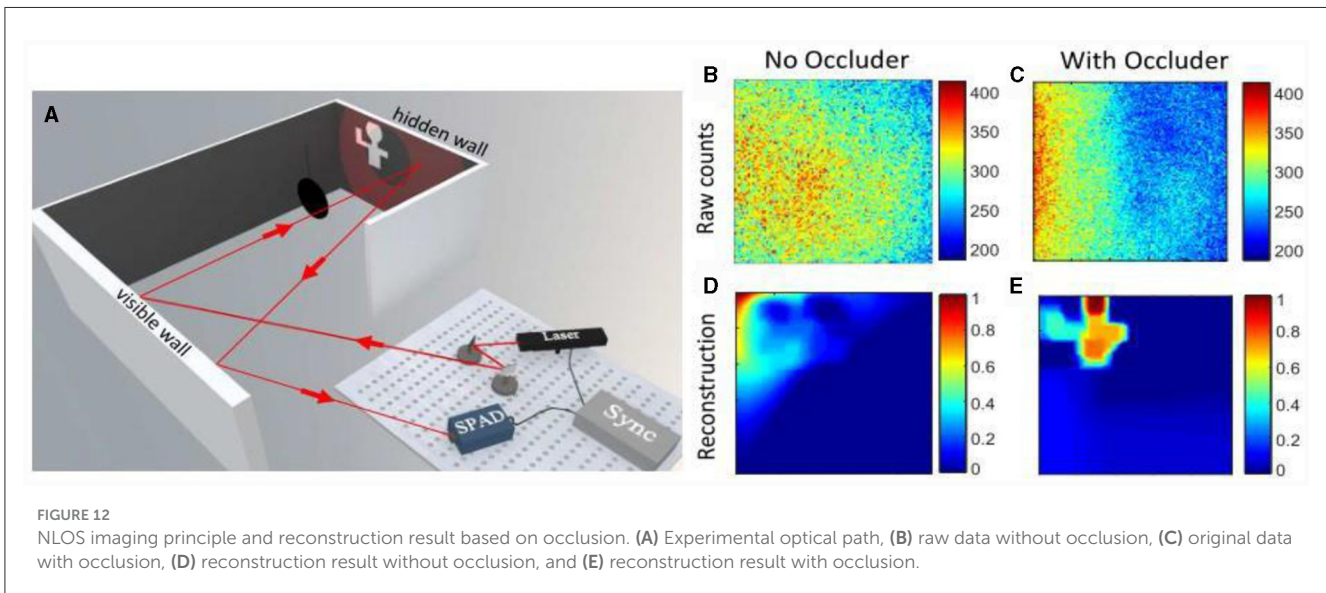 No Occluder
With Occluder
A
hidden wall
visible wall
Laser
SPAD
Sync
B
Raw counts
400
350
300
250
200
C
400
350
300
250
200
D
Reconstruction
1
0.8
0.6
0.4
0.2
0
E
1
0.8
0.6
0.4
0.2
0
FIGURE 12
NLOS imaging principle and reconstruction result based on occlusion. (A) Experimental optical path, (B) raw data without occlusion, (C) original data
with occlusion, (D) reconstruction result without occlusion, and (E) reconstruction result with occlusion.